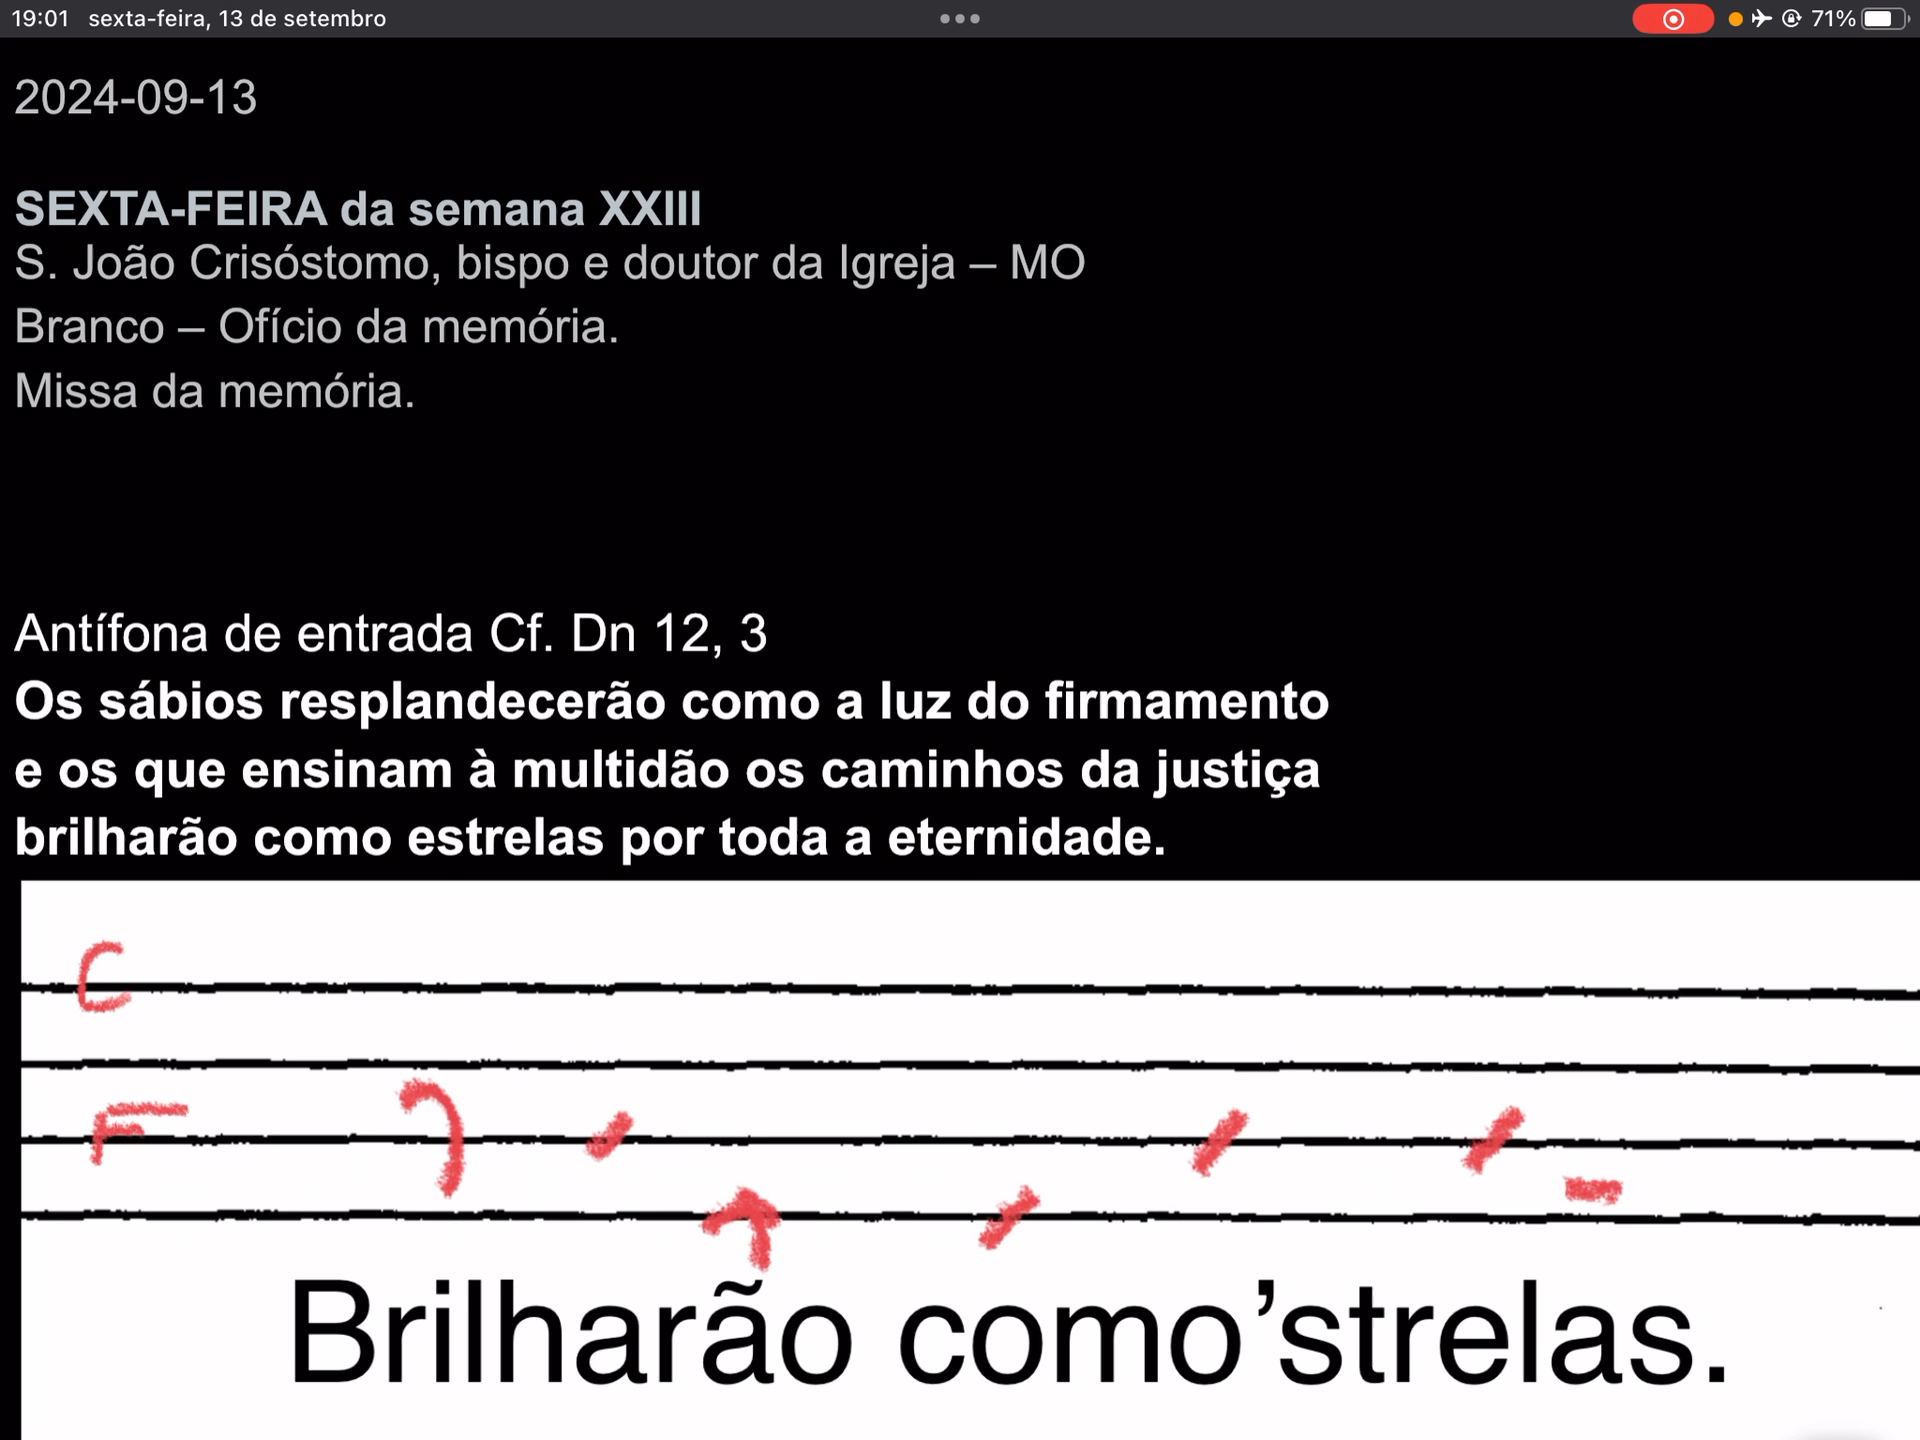 19:01 sexta-feira, 13 de setembro 71%
2024-09-13
SEXTA-FEIRA da semana XXIII
S. João Crisóstomo, bispo e doutor da Igreja – MO
Branco – Ofício da memória.
Missa da memória.
Antífona de entrada Cf. Dn 12, 3
Os sábios resplandecerão como a luz do firmamento
e os que ensinam à multidão os caminhos da justiça
brilharão como estrelas por toda a eternidade.
C
F
Brilharão como’strelas.